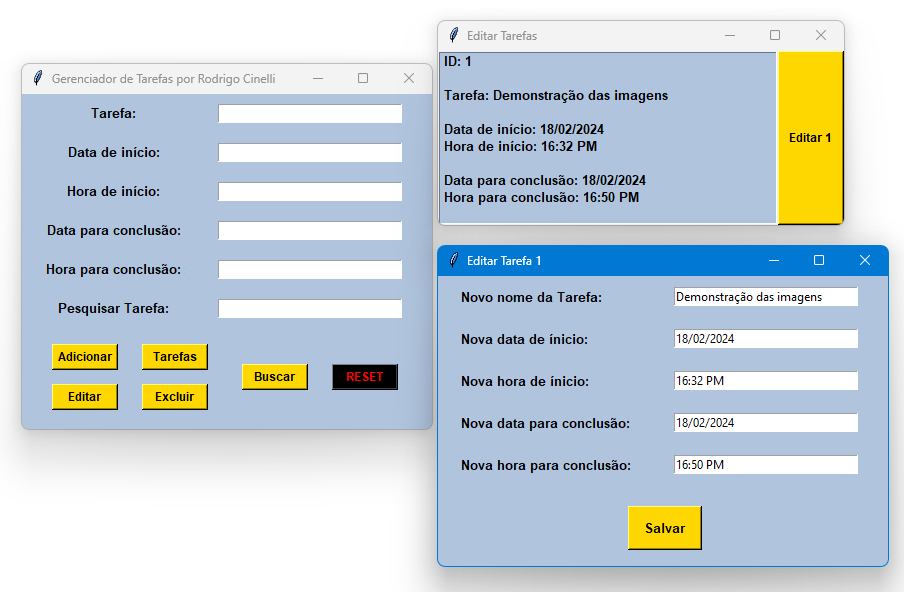 Gerenciador de Tarefas por Rodrigo Cinelli
Tarefa:
Data de início:
Hora de início:
Data para conclusão:
Hora para conclusão:
Pesquisar Tarefa:
Adicionar
Tarefas
Buscar
RESET
Editar
Excluir
Editar Tarefas
ID: 1
Tarefa: Demonstração das imagens
Data de início: 18/02/2024
Hora de início: 16:32 PM
Data para conclusão: 18/02/2024
Hora para conclusão: 16:50 PM
Editar 1
Editar Tarefa 1
Novo nome da Tarefa: Demonstração das imagens
Nova data de ínicio: 18/02/2024
Nova hora de ínicio: 16:32 PM
Nova data para conclusão: 18/02/2024
Nova hora para conclusão: 16:50 PM
Salvar